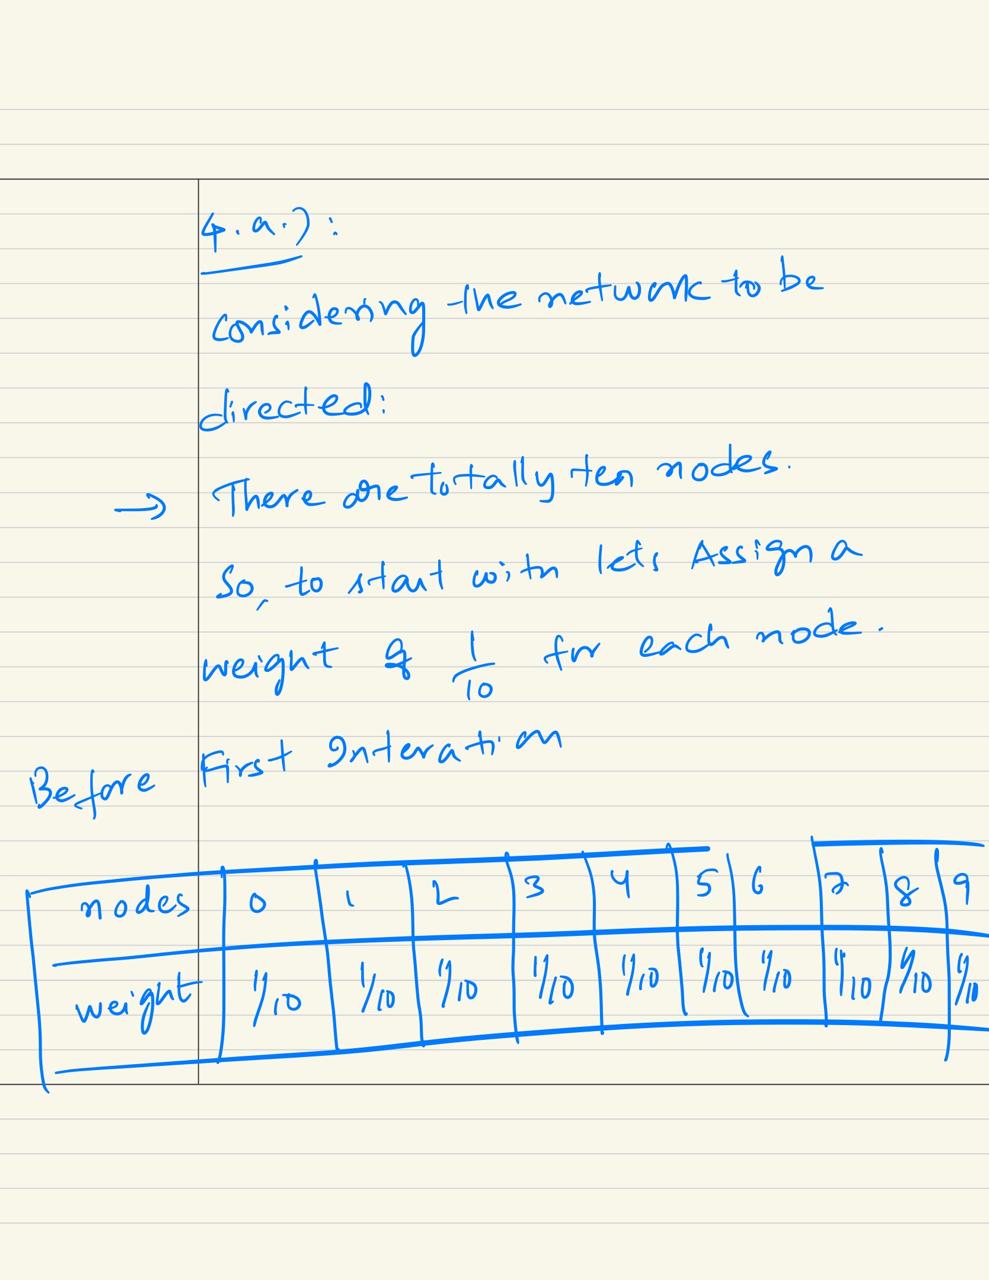 4.a.):
considering the network to be
directed:
→ There are totally ten nodes.
So, to start with lets Assign a
weight of 1/10 for each node.
Before First Interation
nodes 0 1 2 3 4 5 6 7 8 9
weight 1/10 1/10 1/10 1/10 1/10 1/10 1/10 1/10 1/10 1/10